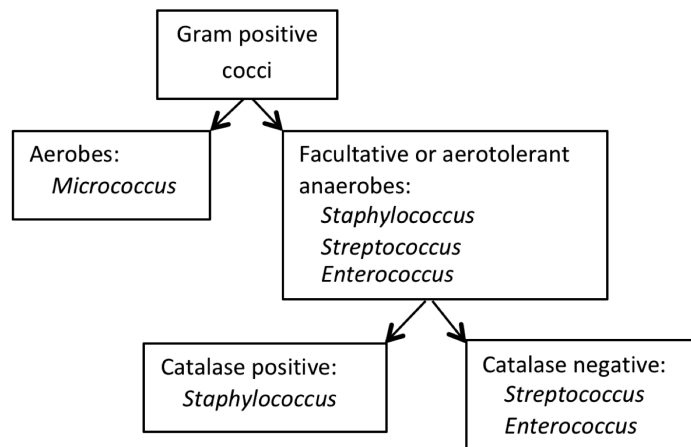 Gram positive
cocci
Aerobes:
Micrococcus
Facultative or aerotolerant
anaerobes:
Staphylococcus
Streptococcus
Enterococcus
Catalase positive:
Staphylococcus
Catalase negative:
Streptococcus
Enterococcus